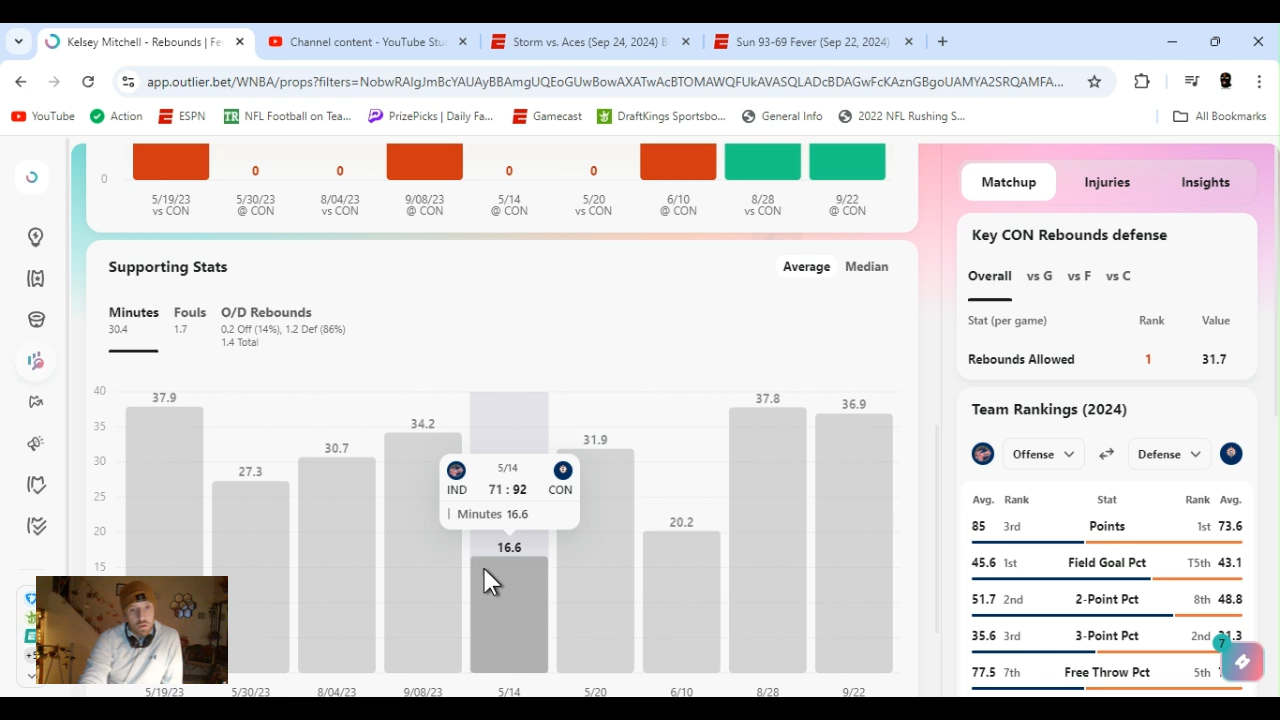 Kelsey Mitchell - Rebounds | Fe
Channel content - YouTube Stu
Storm vs. Aces (Sep 24, 2024) B
Sun 93-69 Fever (Sep 22, 2024)
app.outlier.bet/WNBA/props?filters=NobwRAIgJmBcYAUAyBBAmgUQEoGUwBowAXATwAcBTOMAWQFUkAVASQLADcBDAGwFcKAznGBgoUAMYA2SRQAMFA...
YouTube
Action
ESPN
NFL Football on Tea...
PrizePicks | Daily Fa...
Gamecast
DraftKings Sportsbo...
General Info
2022 NFL Rushing S...
All Bookmarks
0 0 0 0 0
5/19/23 5/30/23 8/04/23 9/08/23 5/14 5/20 6/10 8/28 9/22
vs CON @ CON vs CON @ CON @ CON vs CON @ CON vs CON @ CON
Supporting Stats
Average Median
Minutes Fouls O/D Rebounds
30.4 1.7 0.2 Off (14%), 1.2 Def (86%)
1.4 Total
40
35
30
25
20
15
37.9 27.3 30.7 34.2 16.6 31.9 20.2 37.8 36.9
5/14
IND 71 : 92 CON
Minutes 16.6
5/19/23 5/30/23 8/04/23 9/08/23 5/14 5/20 6/10 8/28 9/22
Matchup Injuries Insights
Key CON Rebounds defense
Overall vs G vs F vs C
Stat (per game) Rank Value
Rebounds Allowed 1 31.7
Team Rankings (2024)
Offense Defense
Avg. Rank Stat Rank Avg.
85 3rd Points 1st 73.6
45.6 1st Field Goal Pct T5th 43.1
51.7 2nd 2-Point Pct 8th 48.8
35.6 3rd 3-Point Pct 2nd
77.5 7th Free Throw Pct 5th
7